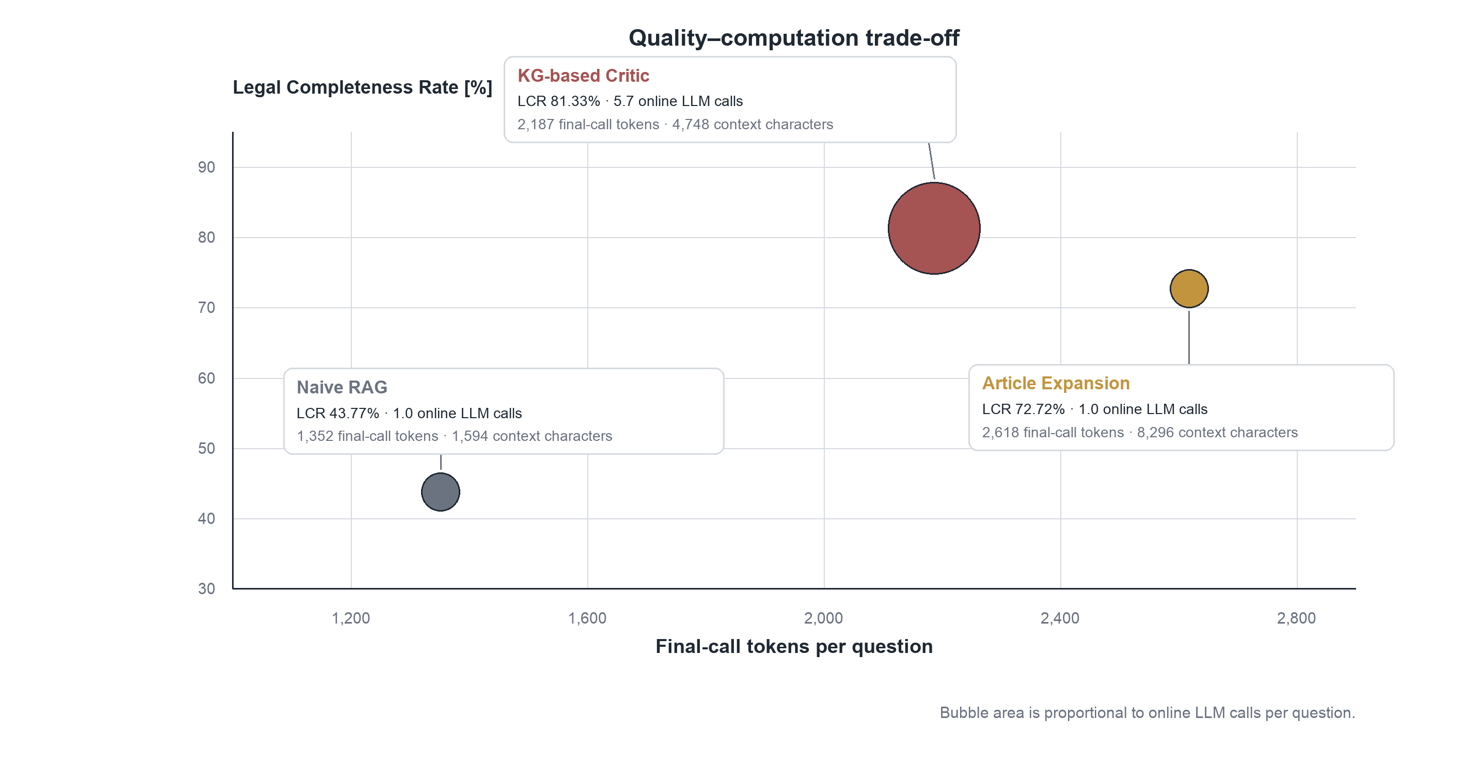 Quality–computation trade-off
Legal Completeness Rate [%]
KG-based Critic
LCR 81.33% · 5.7 online LLM calls
2,187 final-call tokens · 4,748 context characters
90
80
70
60
50
40
30
Naive RAG
LCR 43.77% · 1.0 online LLM calls
1,352 final-call tokens · 1,594 context characters
Article Expansion
LCR 72.72% · 1.0 online LLM calls
2,618 final-call tokens · 8,296 context characters
1,200
1,600
2,000
2,400
2,800
Final-call tokens per question
Bubble area is proportional to online LLM calls per question.